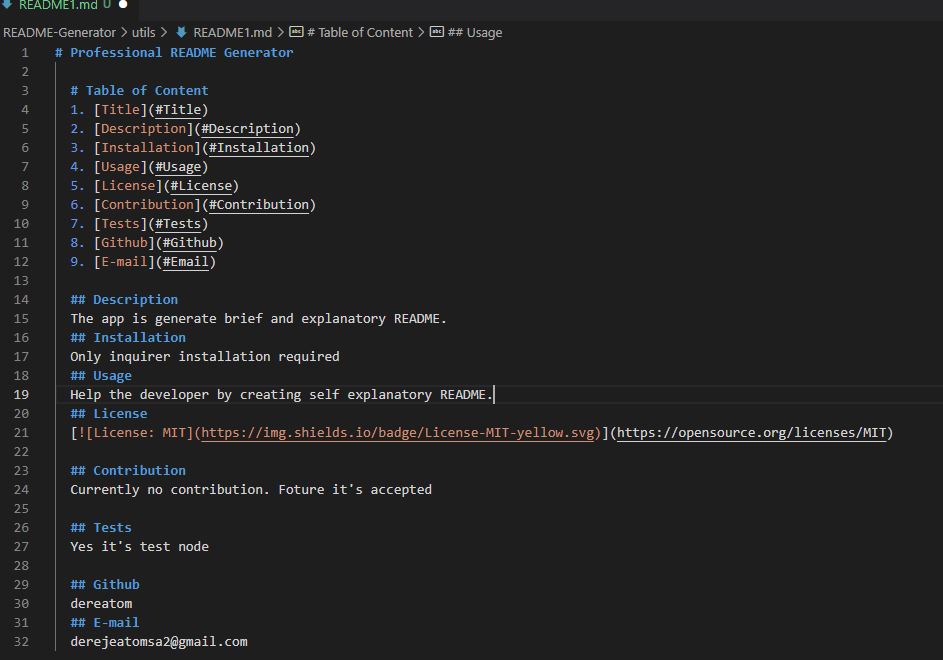 README1.md U
README-Generator > utils > README1.md > # Table of Content > ## Usage
1 # Professional README Generator
2
3 # Table of Content
4 1. [Title](#Title)
5 2. [Description](#Description)
6 3. [Installation](#Installation)
7 4. [Usage](#Usage)
8 5. [License](#License)
9 6. [Contribution](#Contribution)
10 7. [Tests](#Tests)
11 8. [Github](#Github)
12 9. [E-mail](#Email)
13
14 ## Description
15 The app is generate brief and explanatory README.
16 ## Installation
17 Only inquirer installation required
18 ## Usage
19 Help the developer by creating self explanatory README.
20 ## License
21 [![License: MIT](https://img.shields.io/badge/License-MIT-yellow.svg)](https://opensource.org/licenses/MIT)
22
23 ## Contribution
24 Currently no contribution. Foture it's accepted
25
26 ## Tests
27 Yes it's test node
28
29 ## Github
30 dereatom
31 ## E-mail
32 derejeatomsa2@gmail.com